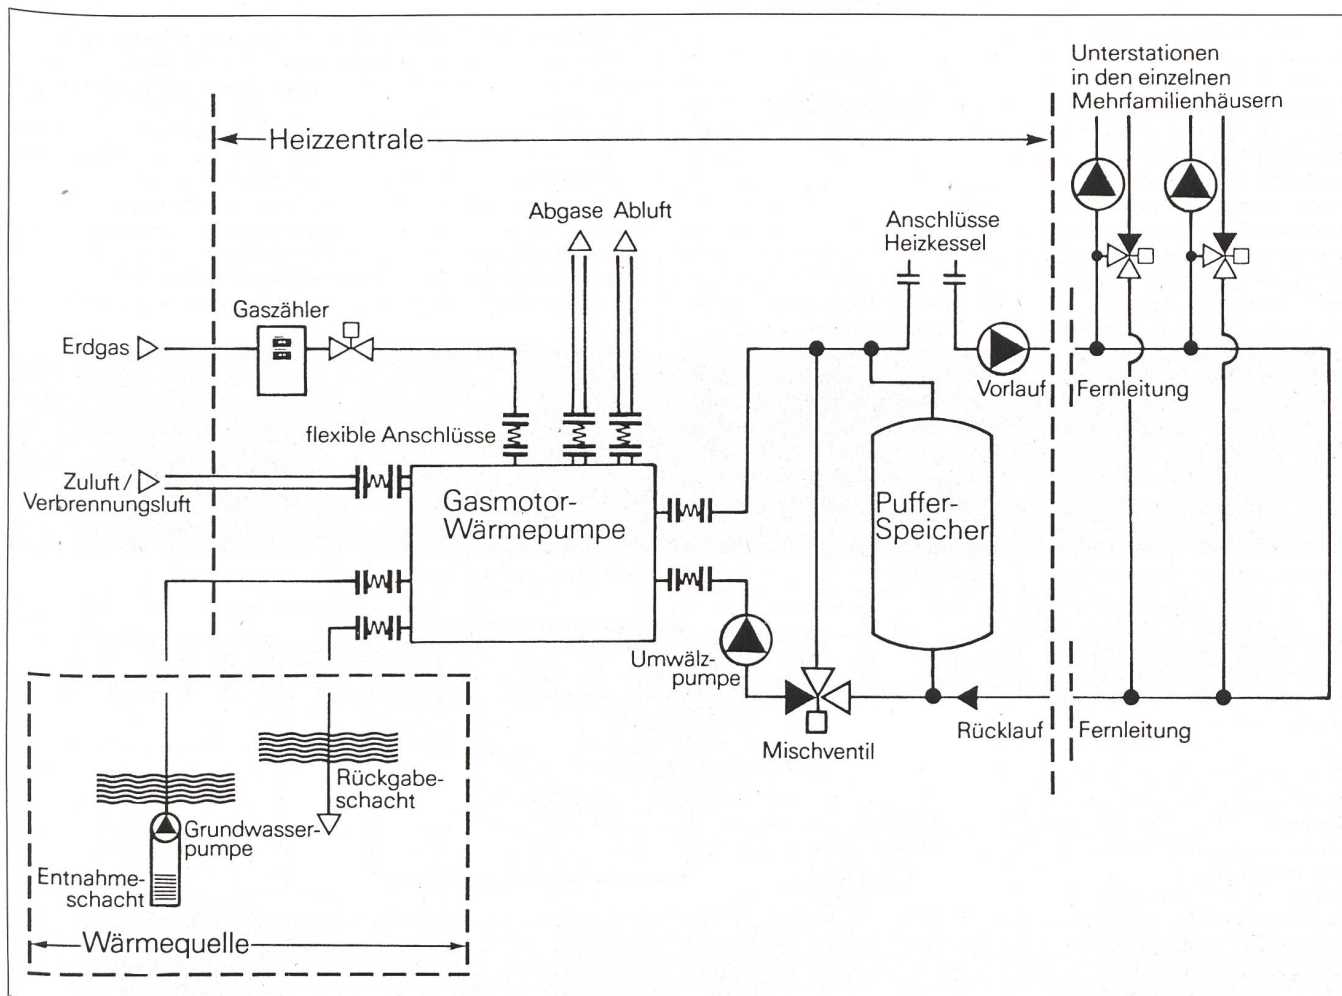 Unterstationen
in den einzelnen
Mehrfamilienhäusern
Heizzentrale
Abgase Abluft
Anschlüsse
Heizkessel
Gaszähler
Erdgas
Vorlauf
Fernleitung
flexible Anschlüsse
Zuluft/
Verbrennungsluft
Gasmotor-
Wärmepumpe
Puffer-
Speicher
Umwälz-
pumpe
Mischventil
Rücklauf
Fernleitung
Rückgabe-
schacht
Grundwasser-
pumpe
Entnahme-
schacht
Wärmequelle